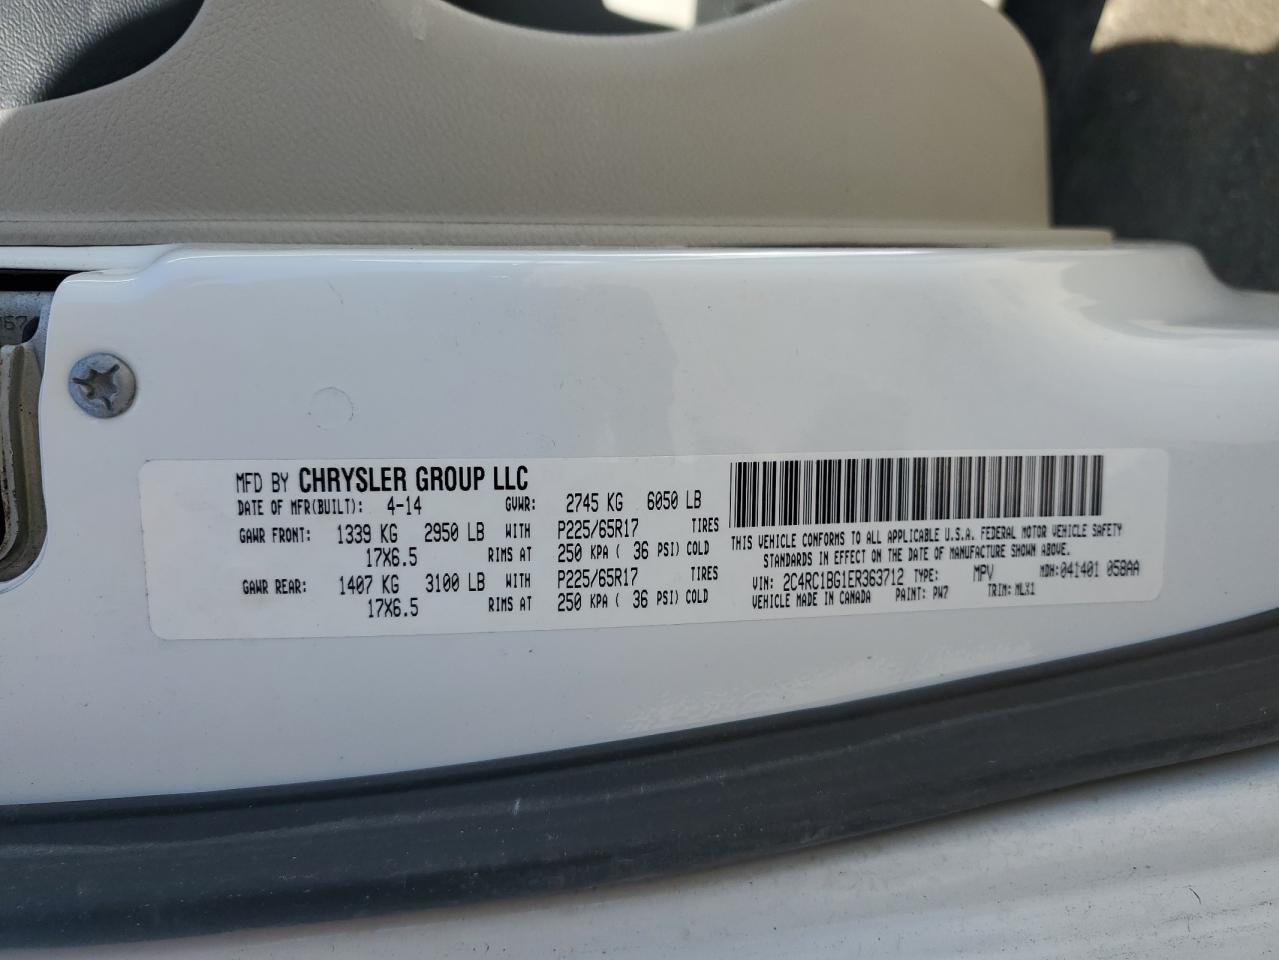 MFD BY CHRYSLER GROUP LLC
DATE OF MFR(BUILT): 4-14 GVWR: 2745 KG 6050 LB
GAWR FRONT: 1339 KG 2950 LB WITH P225/65R17 TIRES
17X6.5 RIMS AT 250 KPA ( 36 PSI) COLD
GAWR REAR: 1407 KG 3100 LB WITH P225/65R17 TIRES
17X6.5 RIMS AT 250 KPA ( 36 PSI) COLD
THIS VEHICLE CONFORMS TO ALL APPLICABLE U.S.A. FEDERAL MOTOR VEHICLE SAFETY
STANDARDS IN EFFECT ON THE DATE OF MANUFACTURE SHOWN ABOVE.
VIN: 2C4RC1BG1ER363712 TYPE: MPV MDH:041401 058AA
VEHICLE MADE IN CANADA PAINT: PW7 TRIM: MLX1